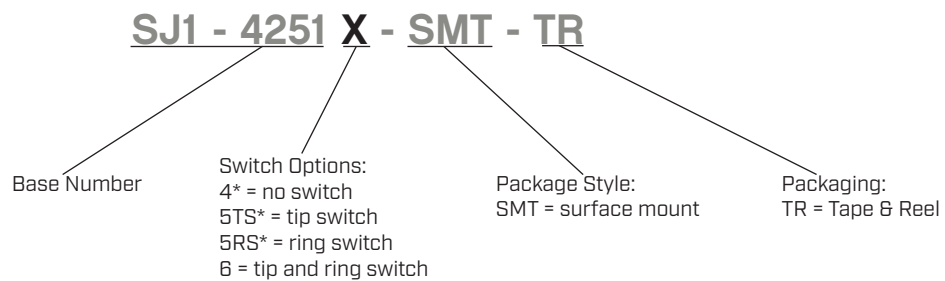 SJ1 - 4251 X - SMT - TR
Base Number
Switch Options:
4* = no switch
5TS* = tip switch
5RS* = ring switch
6 = tip and ring switch
Package Style:
SMT = surface mount
Packaging:
TR = Tape & Reel